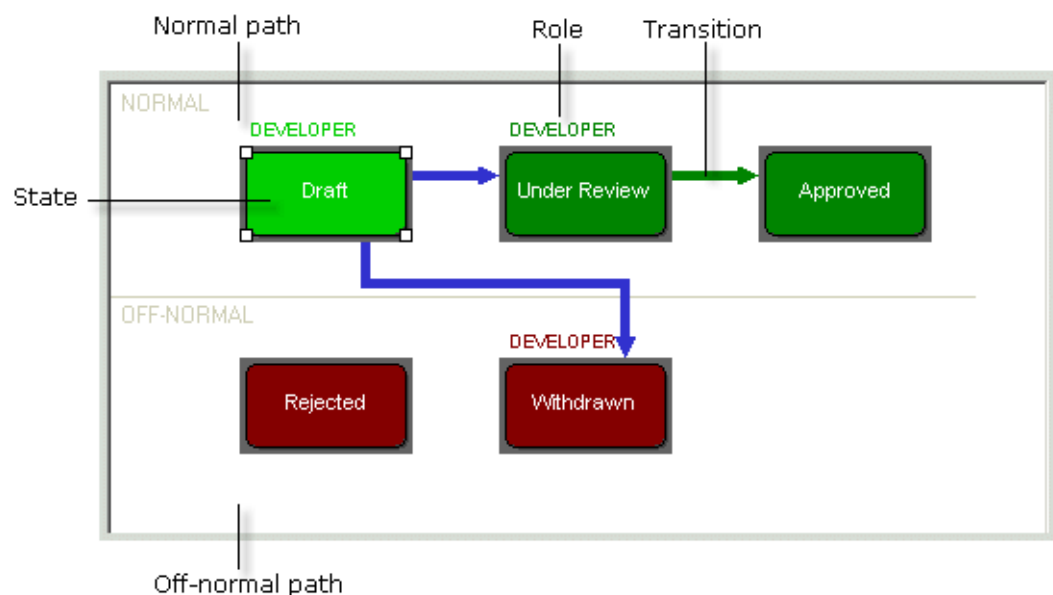 Normal path
Role
Transition
NORMAL
DEVELOPER
DEVELOPER
State
Draft
Under Review
Approved
OFF-NORMAL
DEVELOPER
Rejected
Withdrawn
Off-normal path